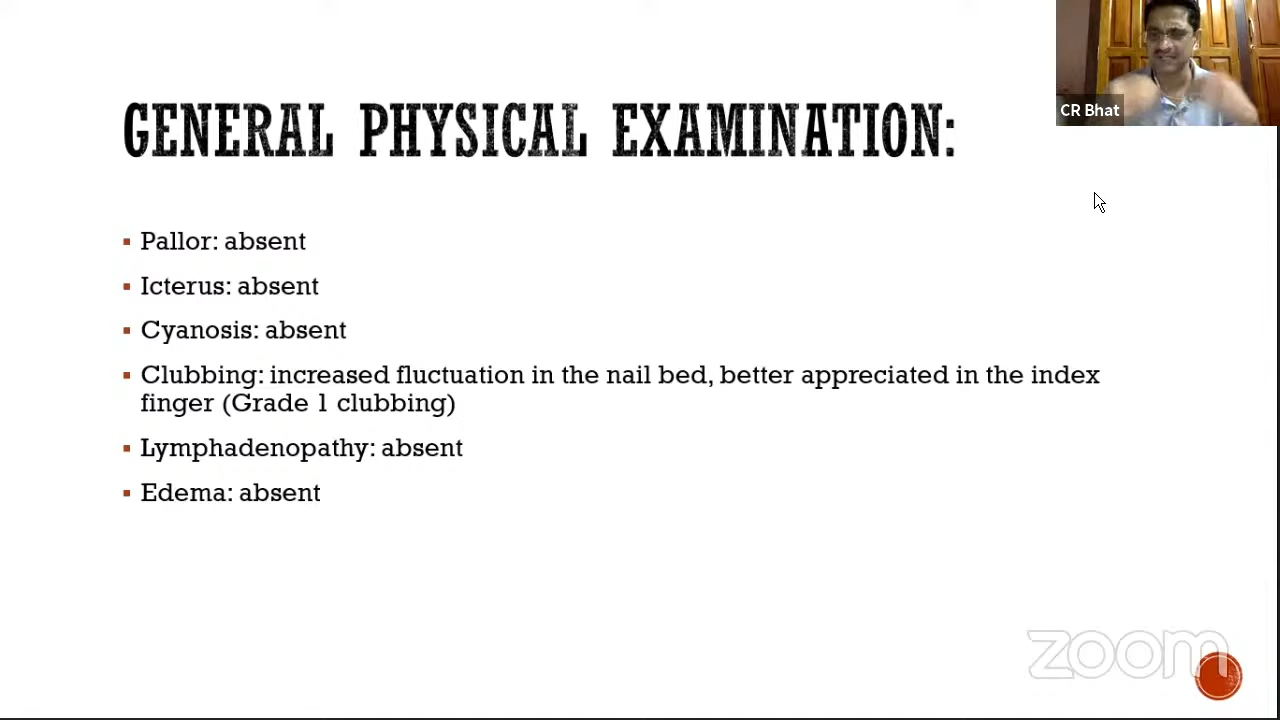 CR Bhat
GENERAL PHYSICAL EXAMINATION:
▪ Pallor: absent
▪ Icterus: absent
▪ Cyanosis: absent
▪ Clubbing: increased fluctuation in the nail bed, better appreciated in the index
finger (Grade 1 clubbing)
▪ Lymphadenopathy: absent
▪ Edema: absent
zoom